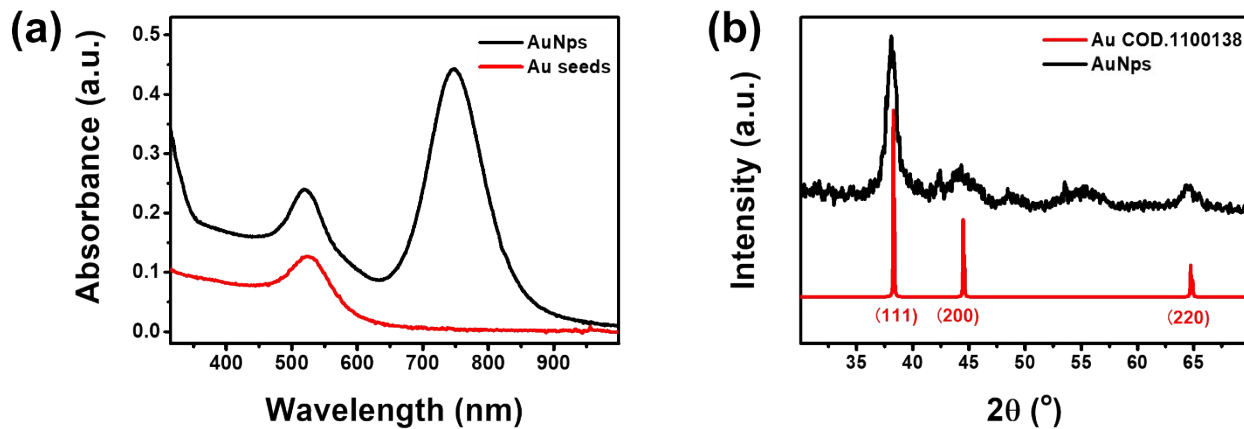 (a)
Absorbance (a.u.)
0.5
0.4
0.3
0.2
0.1
0.0
AuNps
Au seeds
400 500 600 700 800 900
Wavelength (nm)
(b)
Intensity (a.u.)
Au COD.1100138
AuNps
(111) (200) (220)
35 40 45 50 55 60 65
2θ (°)